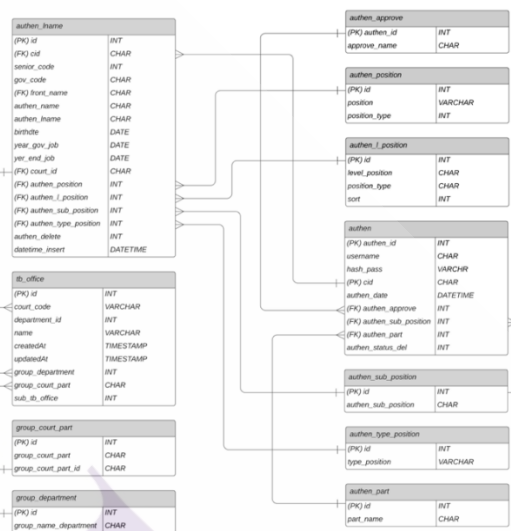 authen_lname
(PK) id INT
(FK) cid CHAR
senior_code INT
gov_code CHAR
(FK) front_name CHAR
authen_name CHAR
authen_lname CHAR
birthdte DATE
year_gov_job DATE
yer_end_job DATE
(FK) court_id CHAR
(FK) authen_position INT
(FK) authen_l_position INT
(FK) authen_sub_position INT
(FK) authen_type_position INT
authen_delete INT
datetime_insert DATETIME
tb_office
(PK) id INT
court_code VARCHAR
department_id INT
name VARCHAR
createdAt TIMESTAMP
updatedAt TIMESTAMP
group_department INT
group_court_part CHAR
sub_tb_office INT
group_court_part
(PK) id INT
group_court_part CHAR
group_court_part_id CHAR
group_department
(PK) id INT
group_name_department CHAR
authen_approve
(PK) authen_id INT
approve_name CHAR
authen_position
(PK) id INT
position VARCHAR
position_type INT
authen_l_position
(PK) id INT
level_position CHAR
position_type CHAR
sort INT
authen
(PK) authen_id INT
username CHAR
hash_pass VARCHR
(PK) cid CHAR
authen_date DATETIME
(FK) authen_approve INT
(FK) authen_sub_position INT
(FK) authen_part INT
authen_status_del INT
authen_sub_position
(PK) id INT
authen_sub_position CHAR
authen_type_position
(PK) id INT
type_position VARCHAR
authen_part
(PK) id INT
part_name CHAR